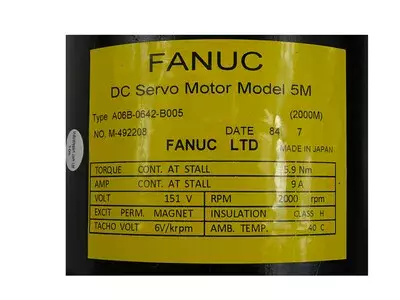 FANUC
DC Servo Motor Model 5M
Type A06B-0642-B005 (2000M)
NO, M-492208 DATE 84 7
FANUC LTD MADE IN JAPAN
TORQUE CONT. AT STALL 5.9 Nm
AMP CONT. AT STALL 9 A
VOLT 151 V RPM 2000 rpm
EXCIT PERM. MAGNET INSULATION CLASS H
TACHO VOLT 6V/krpm AMB. TEMP. 40 C